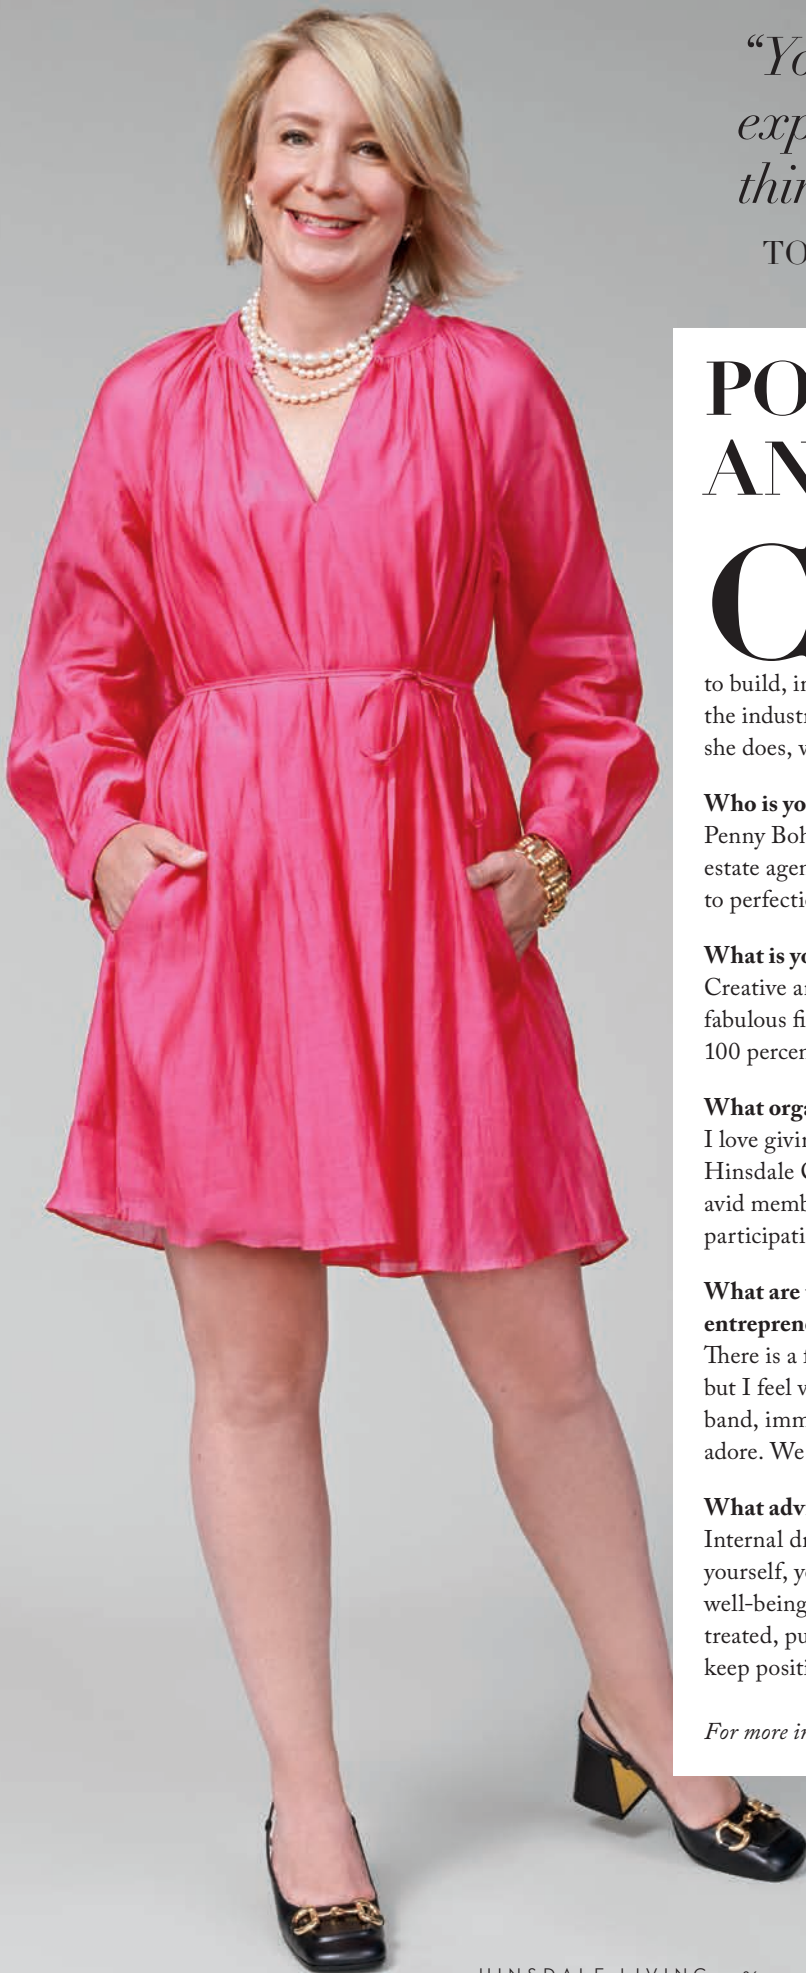 “Yo
exp
thin
TO
PO
AN
C
to build, in
the industr
she does, w
Who is yo
Penny Boh
estate agen
to perfectio
What is yo
Creative an
fabulous fi
100 percen
What orga
I love givin
Hinsdale C
avid memb
participati
What are t
entreprene
There is a f
but I feel v
band, imm
adore. We
What adv
Internal dr
yourself, yo
well-being
treated, pu
keep positi
For more in
HINSDALE LIVING